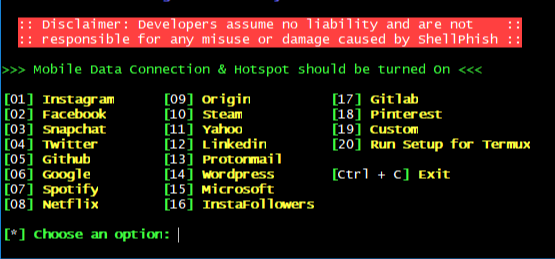 :: Disclaimer: Developers assume no liability and are not ::
:: responsible for any misuse or damage caused by ShellPhish ::
>>> Mobile Data Connection & Hotspot should be turned On <<<
[01] Instagram [09] Origin [17] Gitlab
[02] Facebook [10] Steam [18] Pinterest
[03] Snapchat [11] Yahoo [19] Custom
[04] Twitter [12] Linkedin [20] Run Setup for Termux
[05] Github [13] Protonmail
[06] Google [14] Wordpress [Ctrl + C] Exit
[07] Spotify [15] Microsoft
[08] Netflix [16] InstaFollowers
[*] Choose an option: